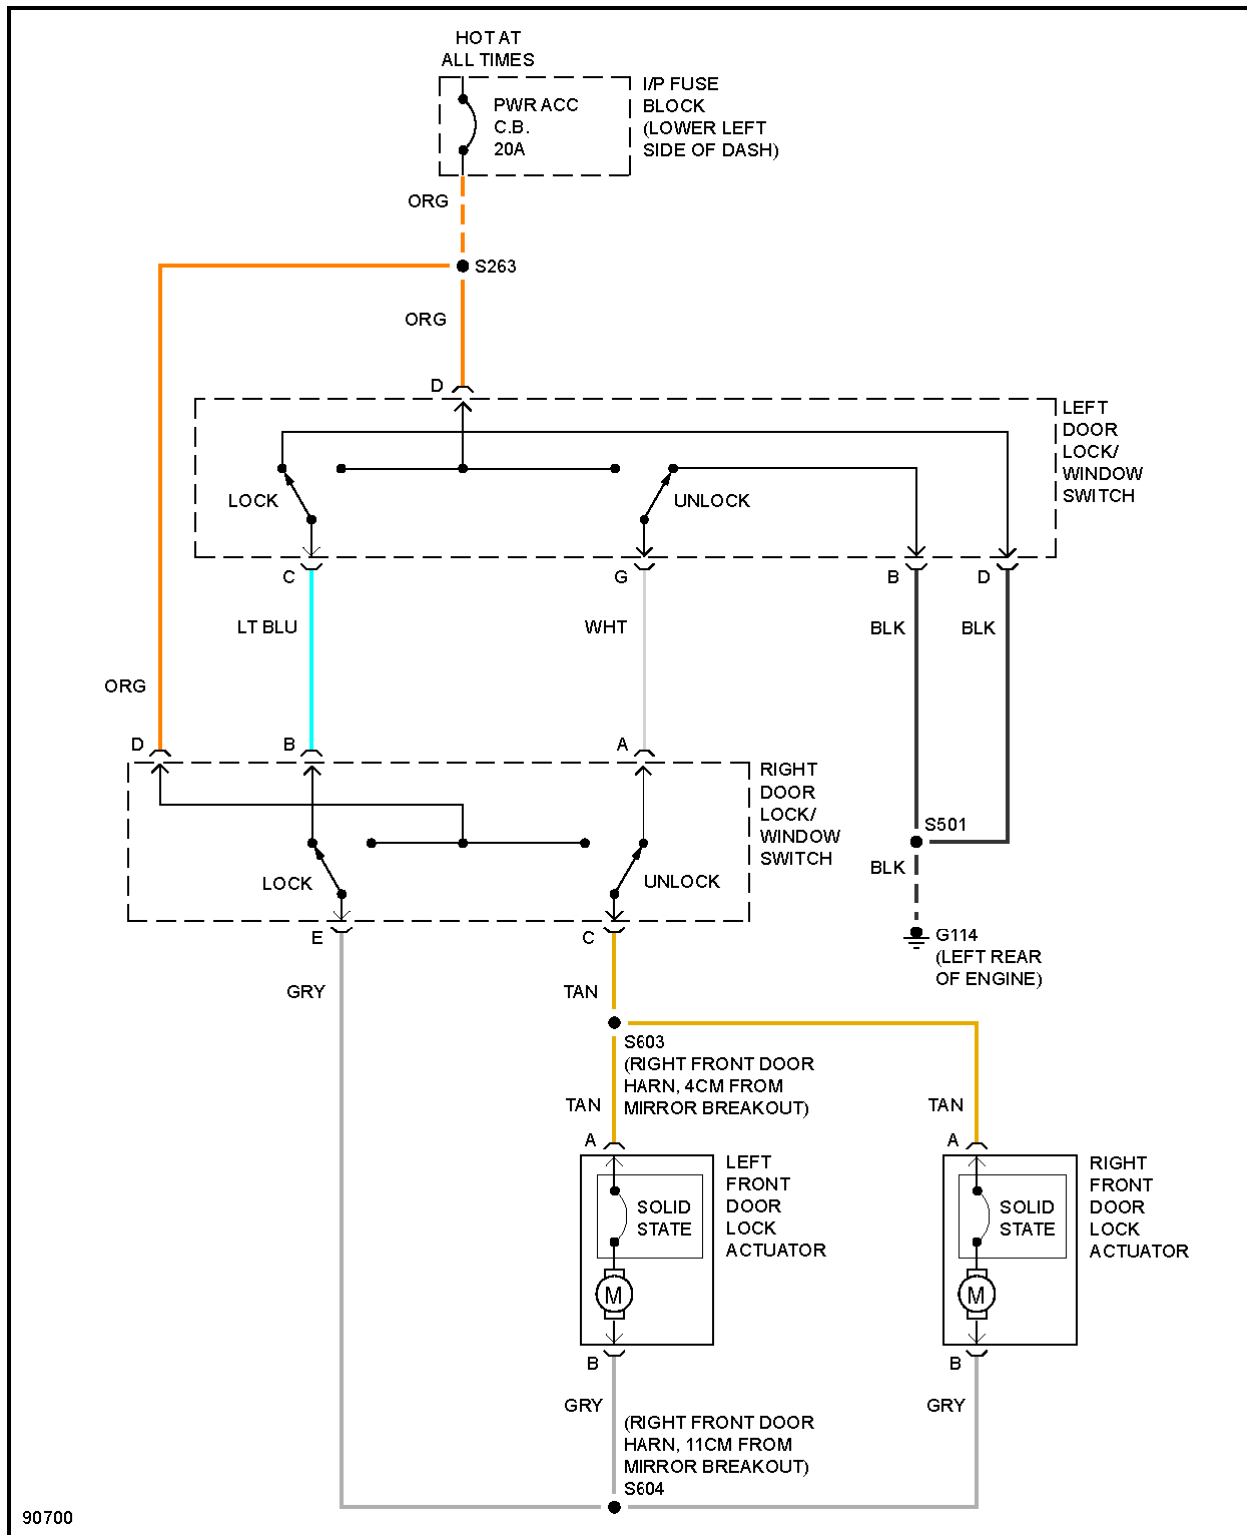 HOT AT
ALL TIMES
I/P FUSE
BLOCK
(LOWER LEFT
SIDE OF DASH)
PWR ACC
C.B.
20A
ORG
S263
ORG
D
LEFT
DOOR
LOCK/
WINDOW
SWITCH
LOCK
UNLOCK
C
G
B
D
LT BLU
WHT
BLK
BLK
ORG
D
B
A
RIGHT
DOOR
LOCK/
WINDOW
SWITCH
S501
BLK
LOCK
UNLOCK
E
C
G114
(LEFT REAR
OF ENGINE)
GRY
TAN
S603
(RIGHT FRONT DOOR
HARN, 4CM FROM
MIRROR BREAKOUT)
TAN
TAN
A
A
LEFT
FRONT
DOOR
LOCK
ACTUATOR
RIGHT
FRONT
DOOR
LOCK
ACTUATOR
SOLID
STATE
SOLID
STATE
M
M
B
B
GRY
GRY
(RIGHT FRONT DOOR
HARN, 11CM FROM
MIRROR BREAKOUT)
S604
90700